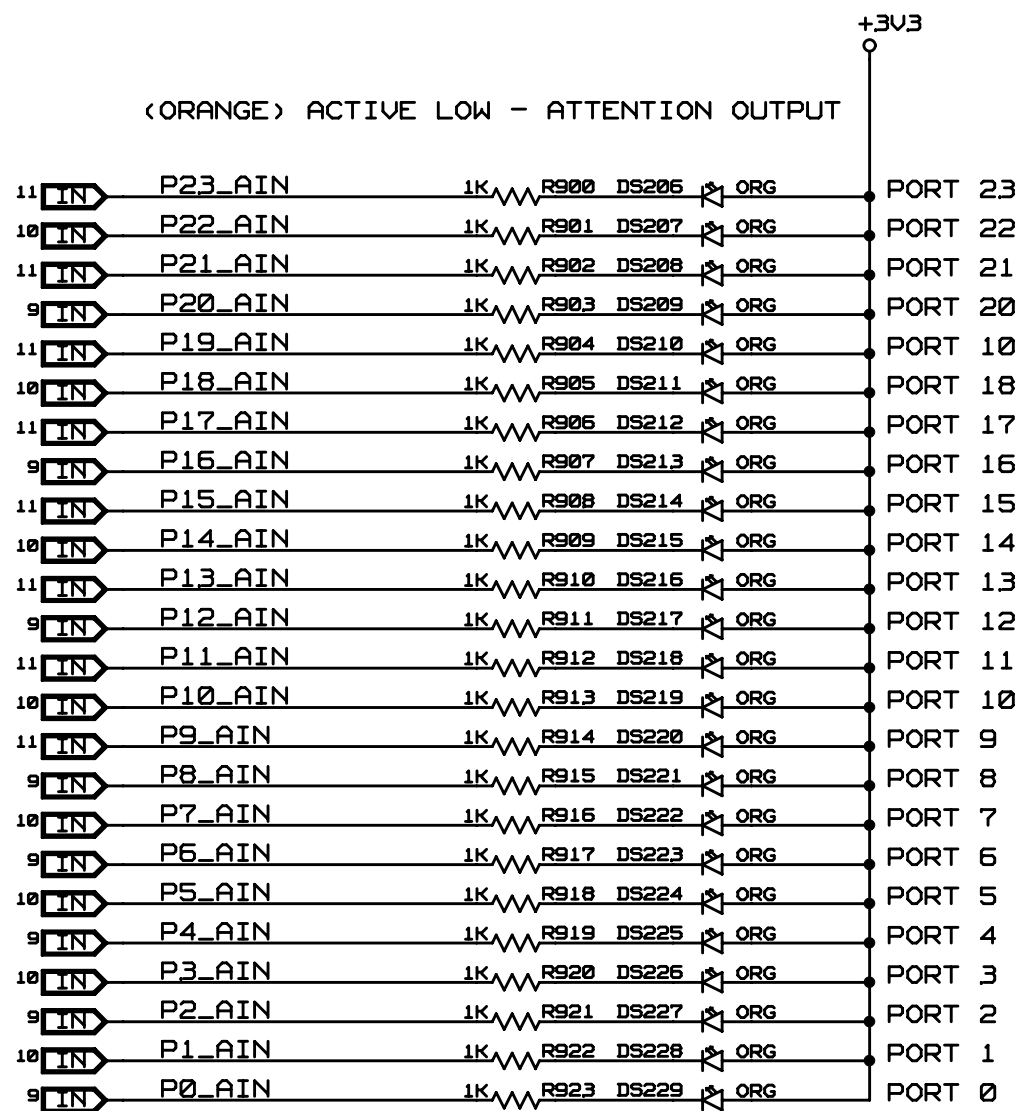 +3V3
(ORANGE) ACTIVE LOW - ATTENTION OUTPUT
11 IN P23_AIN 1K R900 DS206 ORG PORT 23
10 IN P22_AIN 1K R901 DS207 ORG PORT 22
11 IN P21_AIN 1K R902 DS208 ORG PORT 21
9 IN P20_AIN 1K R903 DS209 ORG PORT 20
11 IN P19_AIN 1K R904 DS210 ORG PORT 10
10 IN P18_AIN 1K R905 DS211 ORG PORT 18
11 IN P17_AIN 1K R906 DS212 ORG PORT 17
9 IN P16_AIN 1K R907 DS213 ORG PORT 16
11 IN P15_AIN 1K R908 DS214 ORG PORT 15
10 IN P14_AIN 1K R909 DS215 ORG PORT 14
11 IN P13_AIN 1K R910 DS216 ORG PORT 13
9 IN P12_AIN 1K R911 DS217 ORG PORT 12
11 IN P11_AIN 1K R912 DS218 ORG PORT 11
10 IN P10_AIN 1K R913 DS219 ORG PORT 10
11 IN P9_AIN 1K R914 DS220 ORG PORT 9
9 IN P8_AIN 1K R915 DS221 ORG PORT 8
10 IN P7_AIN 1K R916 DS222 ORG PORT 7
9 IN P6_AIN 1K R917 DS223 ORG PORT 6
10 IN P5_AIN 1K R918 DS224 ORG PORT 5
9 IN P4_AIN 1K R919 DS225 ORG PORT 4
10 IN P3_AIN 1K R920 DS226 ORG PORT 3
9 IN P2_AIN 1K R921 DS227 ORG PORT 2
10 IN P1_AIN 1K R922 DS228 ORG PORT 1
9 IN P0_AIN 1K R923 DS229 ORG PORT 0